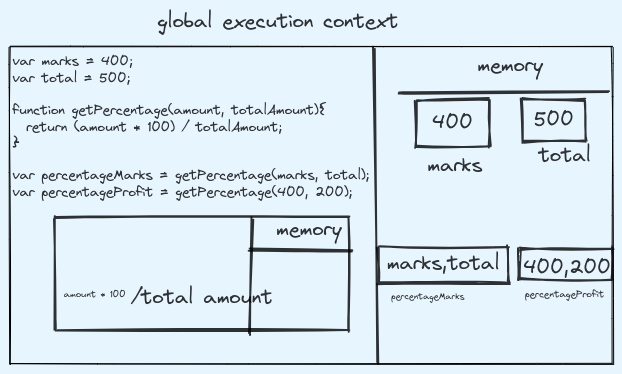 global execution context
var marks = 400;
var total = 500;
function getPercentage(amount, totalAmount){
return (amount * 100) / totalAmount;
}
var percentageMarks = getPercentage(marks, total);
var percentageProfit = getPercentage(400, 200);
memory
amount * 100 /total amount
memory
400
500
marks
total
marks,total
400,200
percentageMarks
percentageProfit